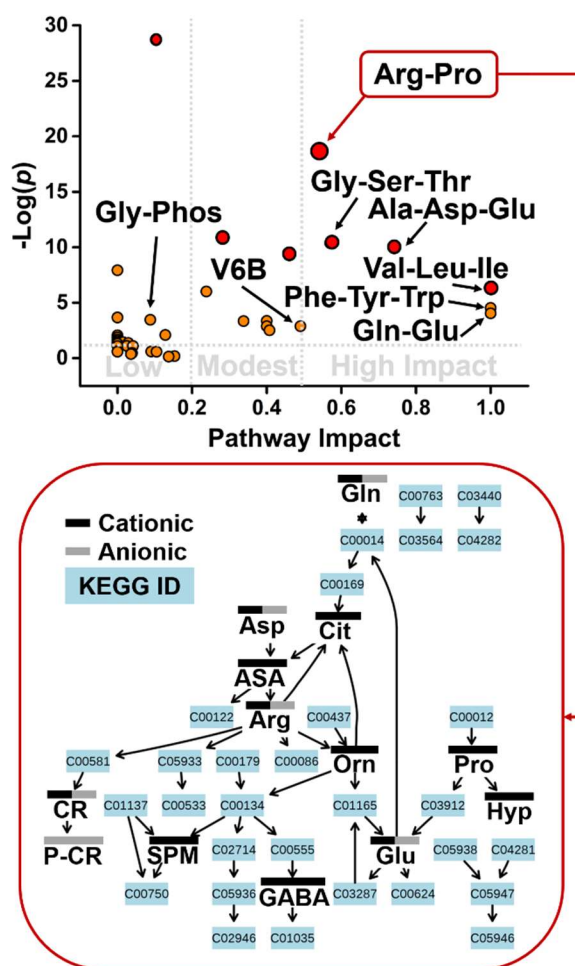 30
25
20
15
10
5
0
-Log(p)
Arg-Pro
Gly-Ser-Thr
Ala-Asp-Glu
Gly-Phos
V6B
Val-Leu-Ile
Phe-Tyr-Trp
Gln-Glu
Low
Modest
High Impact
0.0 0.2 0.4 0.6 0.8 1.0
Pathway Impact
Cationic
Anionic
KEGG ID
Gln
C00763 C03440
C00014 C03564 C04282
C00169
Asp
Cit
ASA
C00122 Arg C00437 C00012
C00581 C05933 C00179 C00086 Orn Pro
CR C01137 C00533 C00134 C01165 C03912 Hyp
P-CR SPM C02714 C00555 Glu C05938 C04281
C00750 C05936 GABA C03287 C00624 C05947
C02946 C01035 C05946